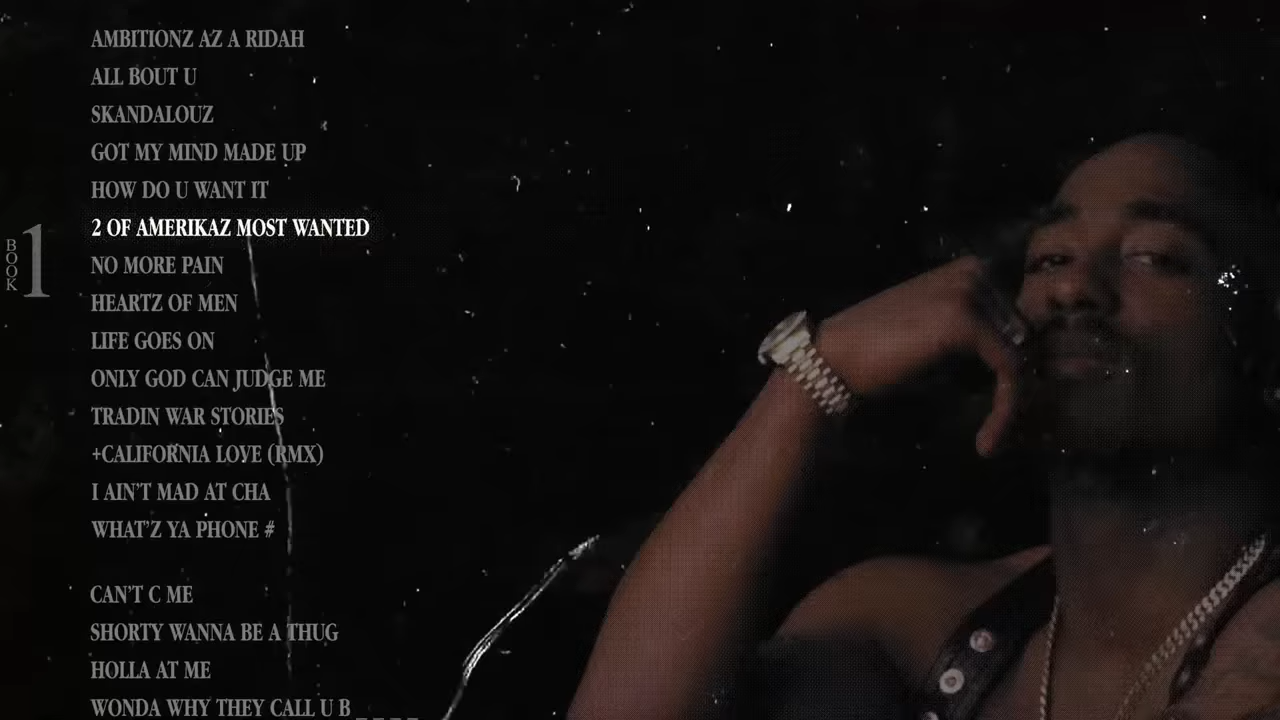 AMBITIONZ AZ A RIDAH
ALL BOUT U
SKANDALOUZ
GOT MY MIND MADE UP
HOW DO U WANT IT
2 OF AMERIKAZ MOST WANTED
NO MORE PAIN
HEARTZ OF MEN
LIFE GOES ON
ONLY GOD CAN JUDGE ME
TRADIN WAR STORIES
+CALIFORNIA LOVE (RMX)
I AIN'T MAD AT CHA
WHAT'Z YA PHONE #
BOOK 1
CAN'T C ME
SHORTY WANNA BE A THUG
HOLLA AT ME
WONDA WHY THEY CALL U B _ _ _ _